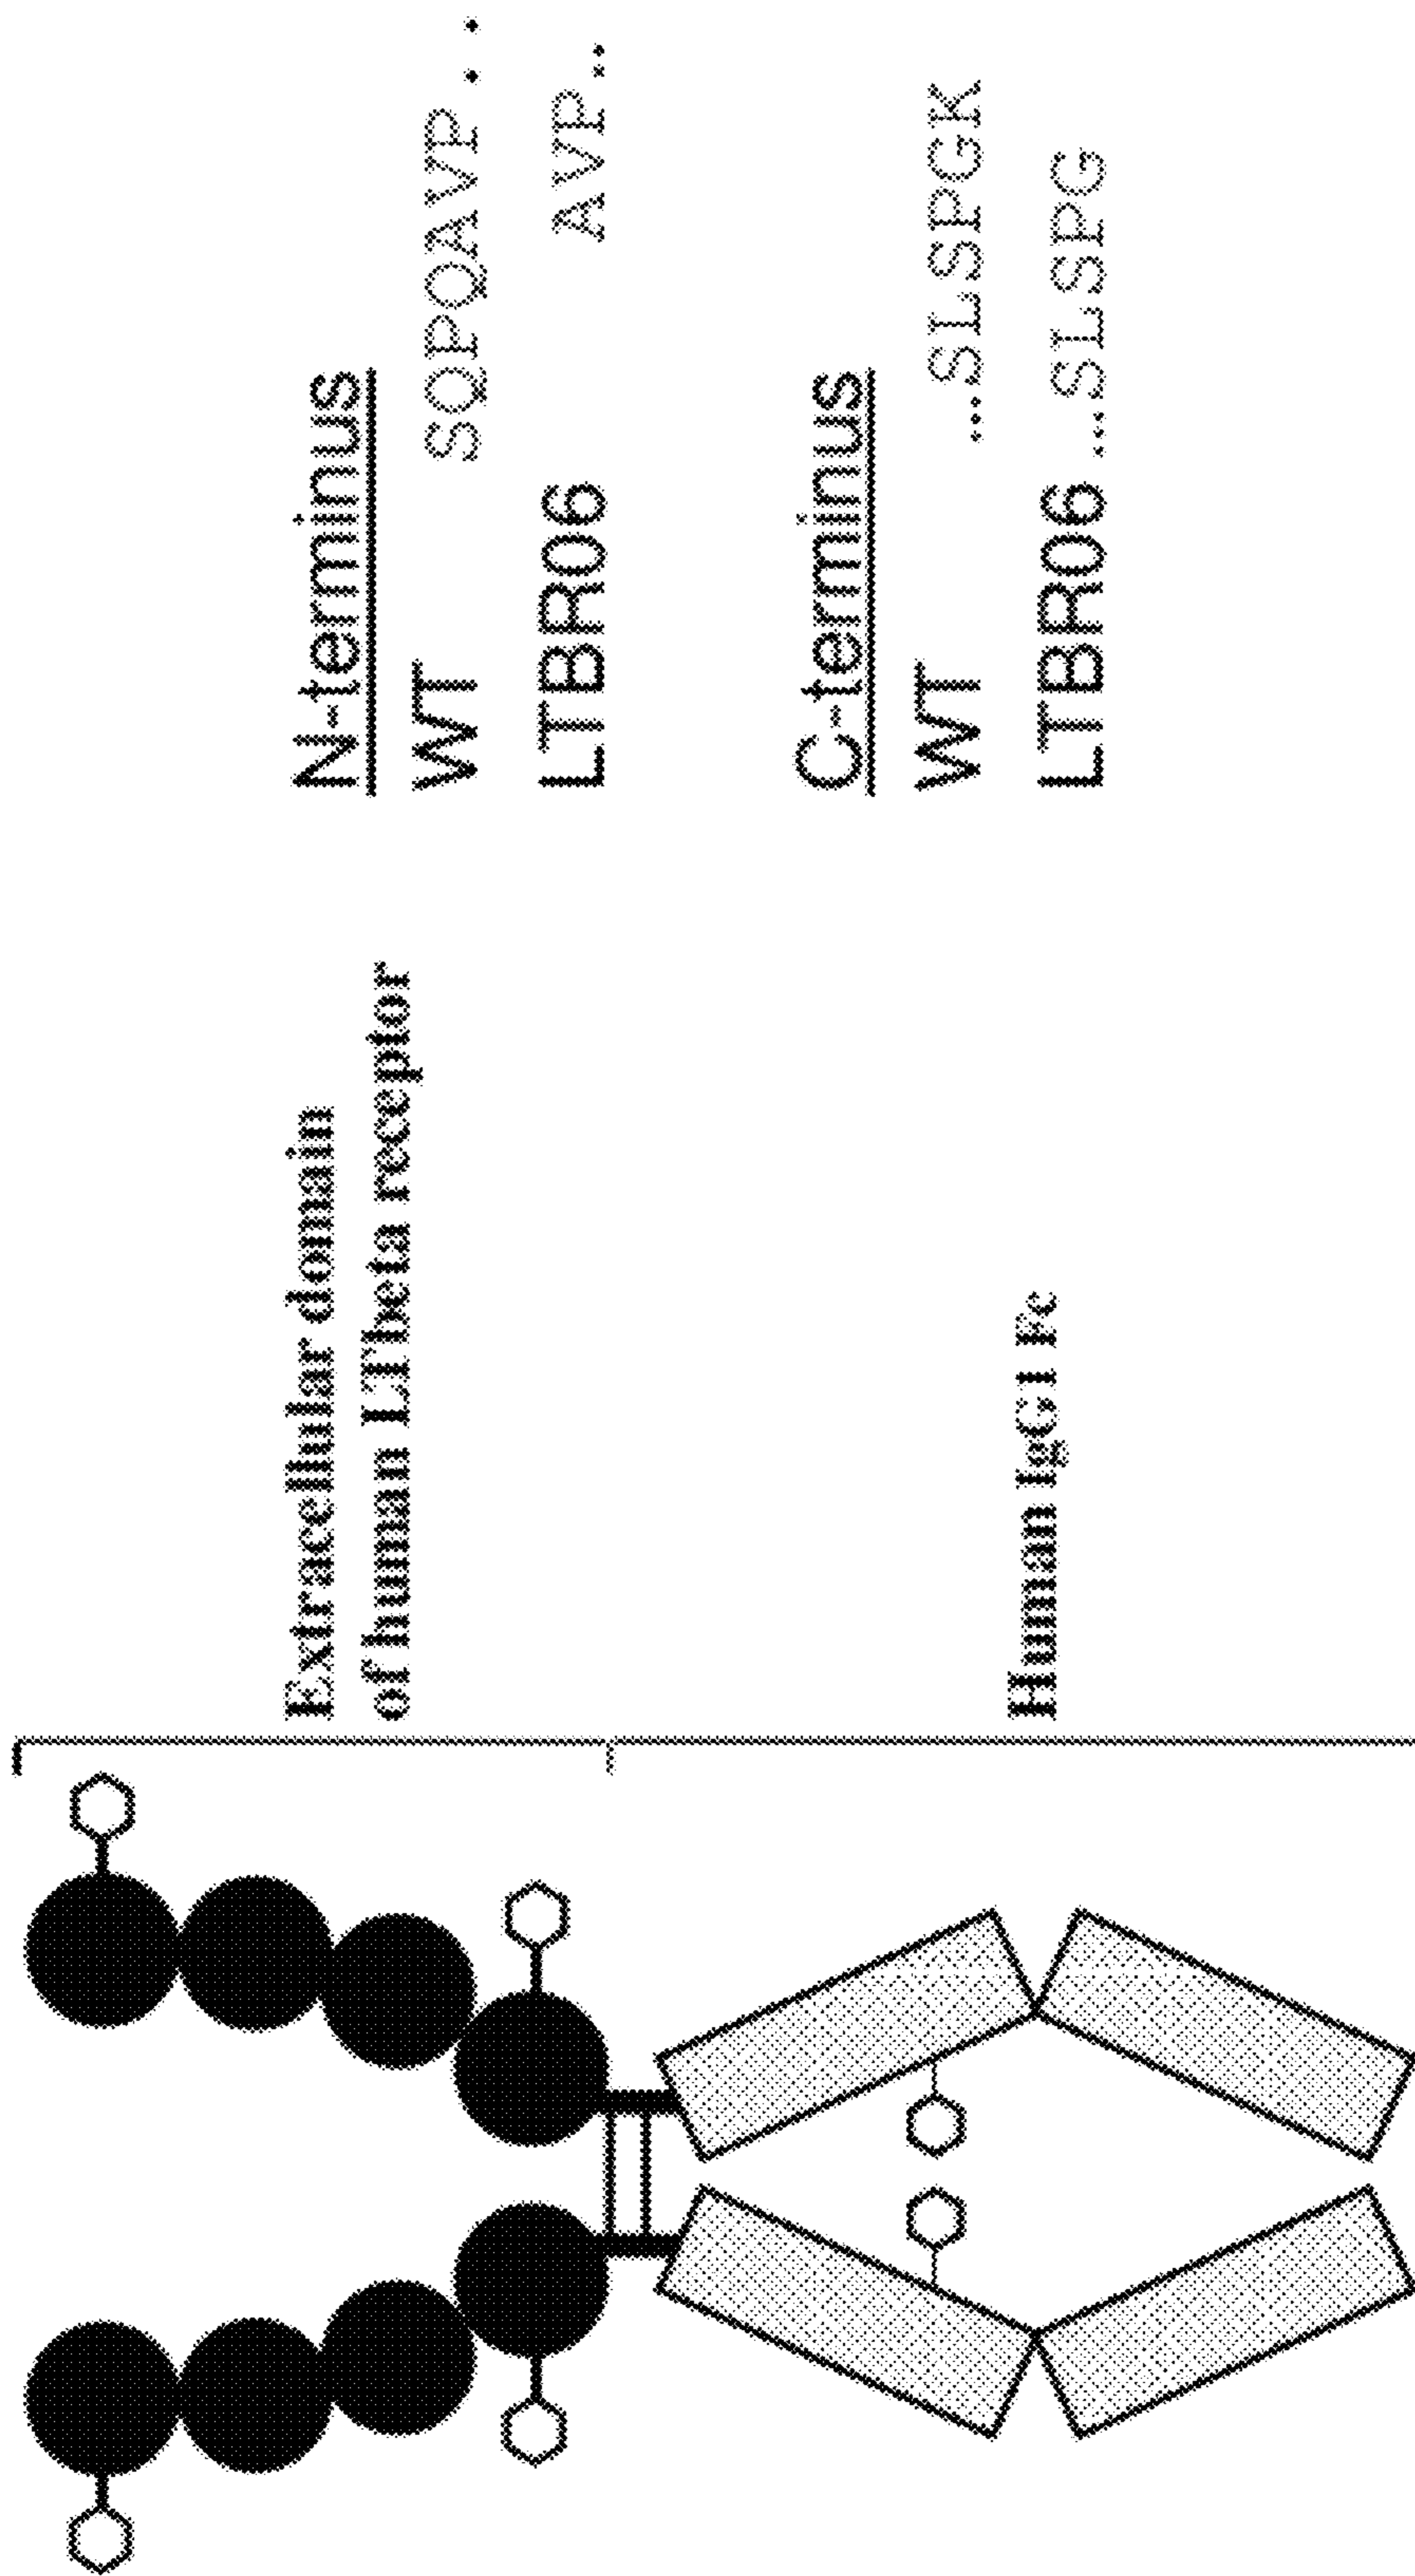 Extracellular domain
of human LTbeta receptor
Human IgG1 Fc
N-terminus
WT SQPQAVP . .
LTBR06 AVP..
C-terminus
WT ...SLSPGK
LTBR06 ...SLSPG